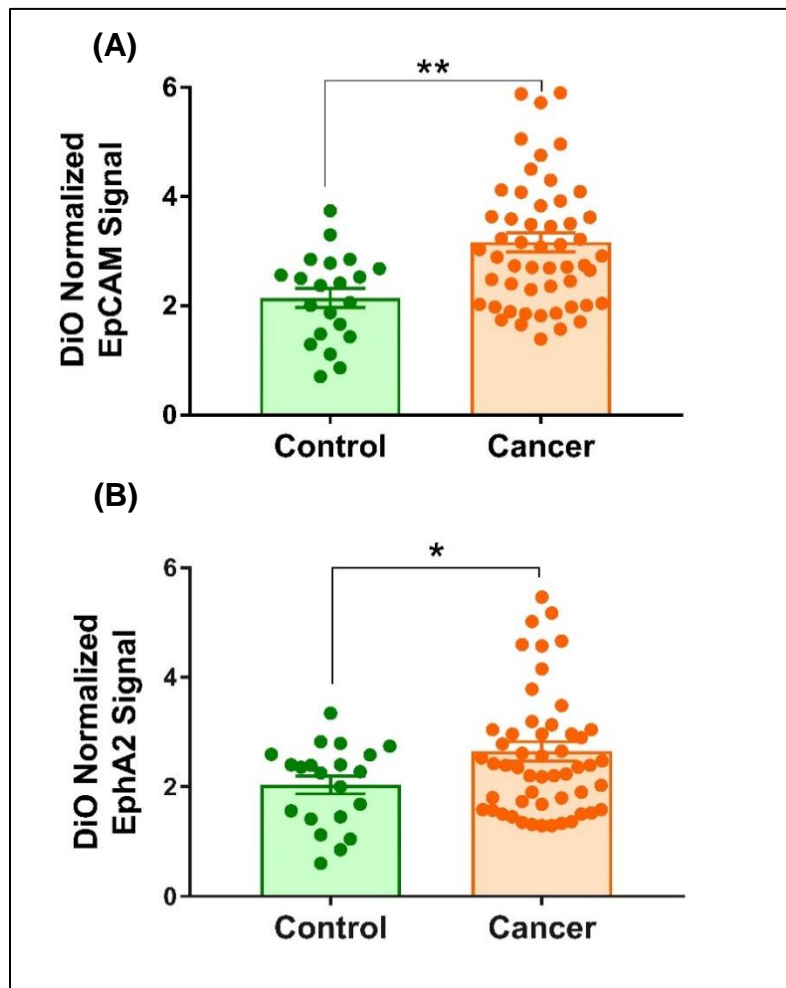 (A)
**
6
4
2
0
DiO Normalized
EpCAM Signal
Control Cancer
(B)
*
6
4
2
0
DiO Normalized
EphA2 Signal
Control Cancer